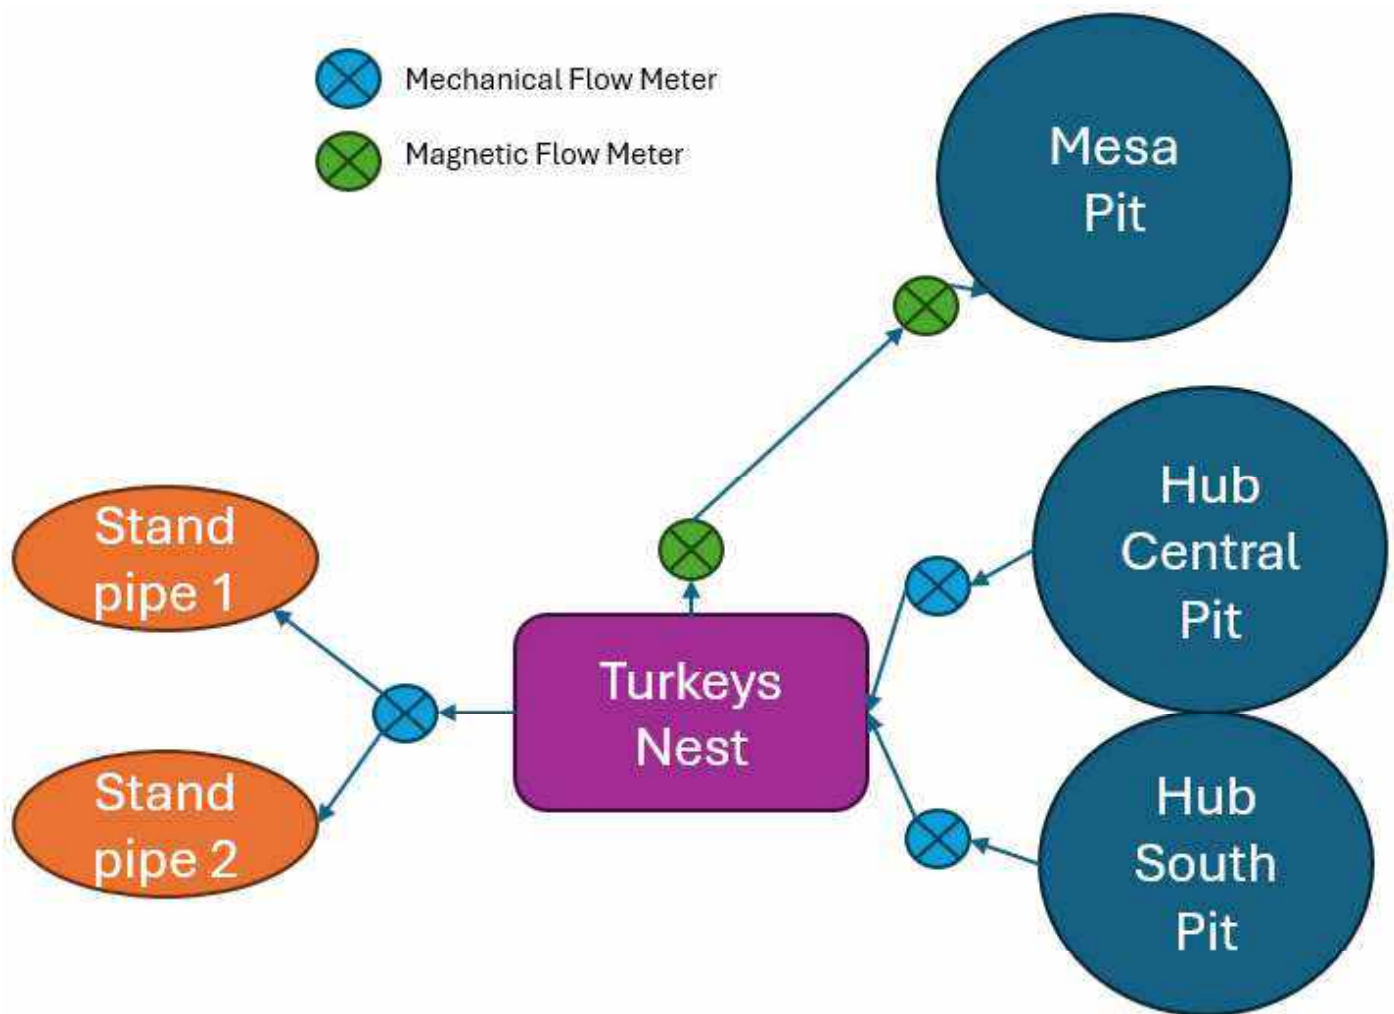 Mechanical Flow Meter
Magnetic Flow Meter
Mesa
Pit
Hub
Central
Pit
Stand
pipe 1
Turkeys
Nest
Stand
pipe 2
Hub
South
Pit